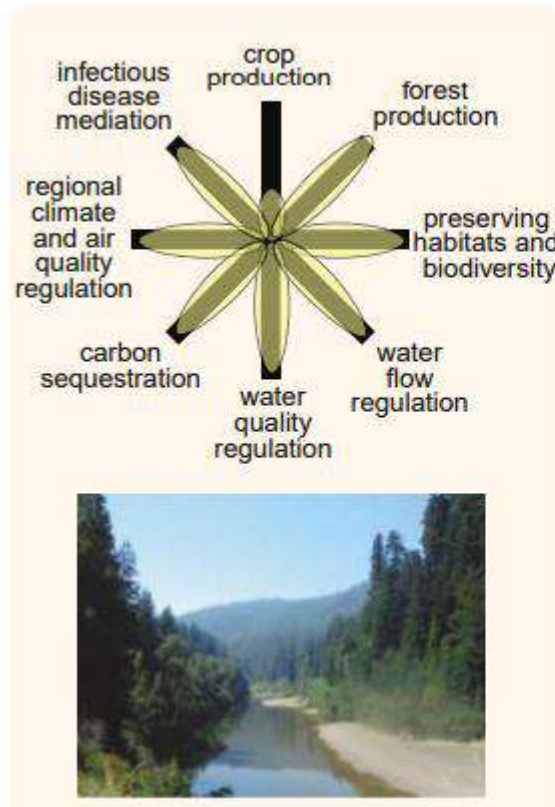 crop
production
infectious
disease
mediation
forest
production
regional
climate
and air
quality
regulation
preserving
habitats and
biodiversity
carbon
sequestration
water
flow
regulation
water
quality
regulation